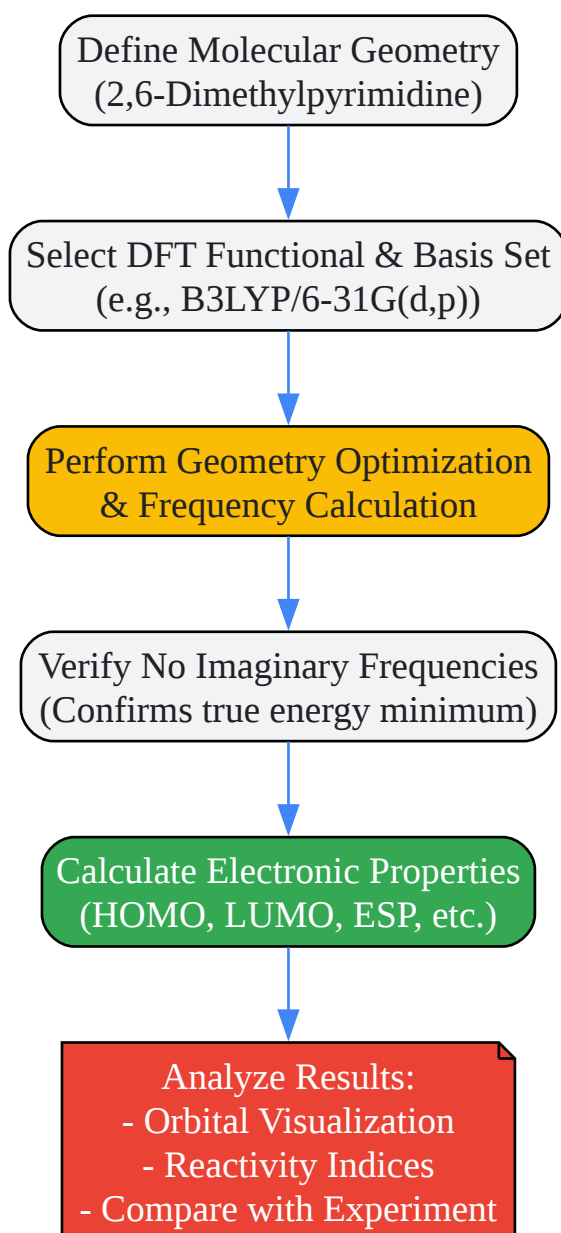 Define Molecular Geometry
(2,6-Dimethylpyrimidine)
Select DFT Functional & Basis Set
(e.g., B3LYP/6-31G(d,p))
Perform Geometry Optimization
& Frequency Calculation
Verify No Imaginary Frequencies
(Confirms true energy minimum)
Calculate Electronic Properties
(HOMO, LUMO, ESP, etc.)
Analyze Results:
- Orbital Visualization
- Reactivity Indices
- Compare with Experiment